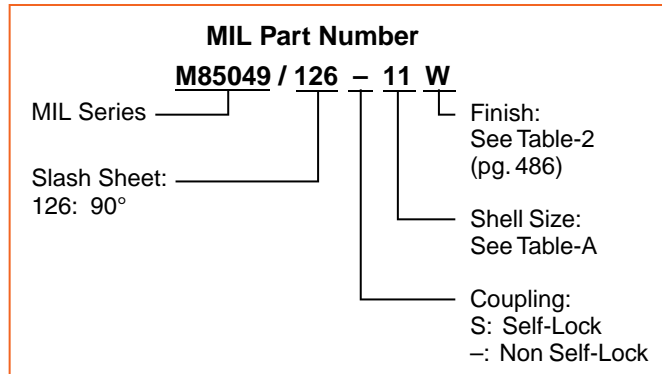 MIL Part Number
M85049 / 126 – 11 W
MIL Series
Slash Sheet:
126: 90°
Finish:
See Table-2
(pg. 486)
Shell Size:
See Table-A
Coupling:
S: Self-Lock
–: Non Self-Lock